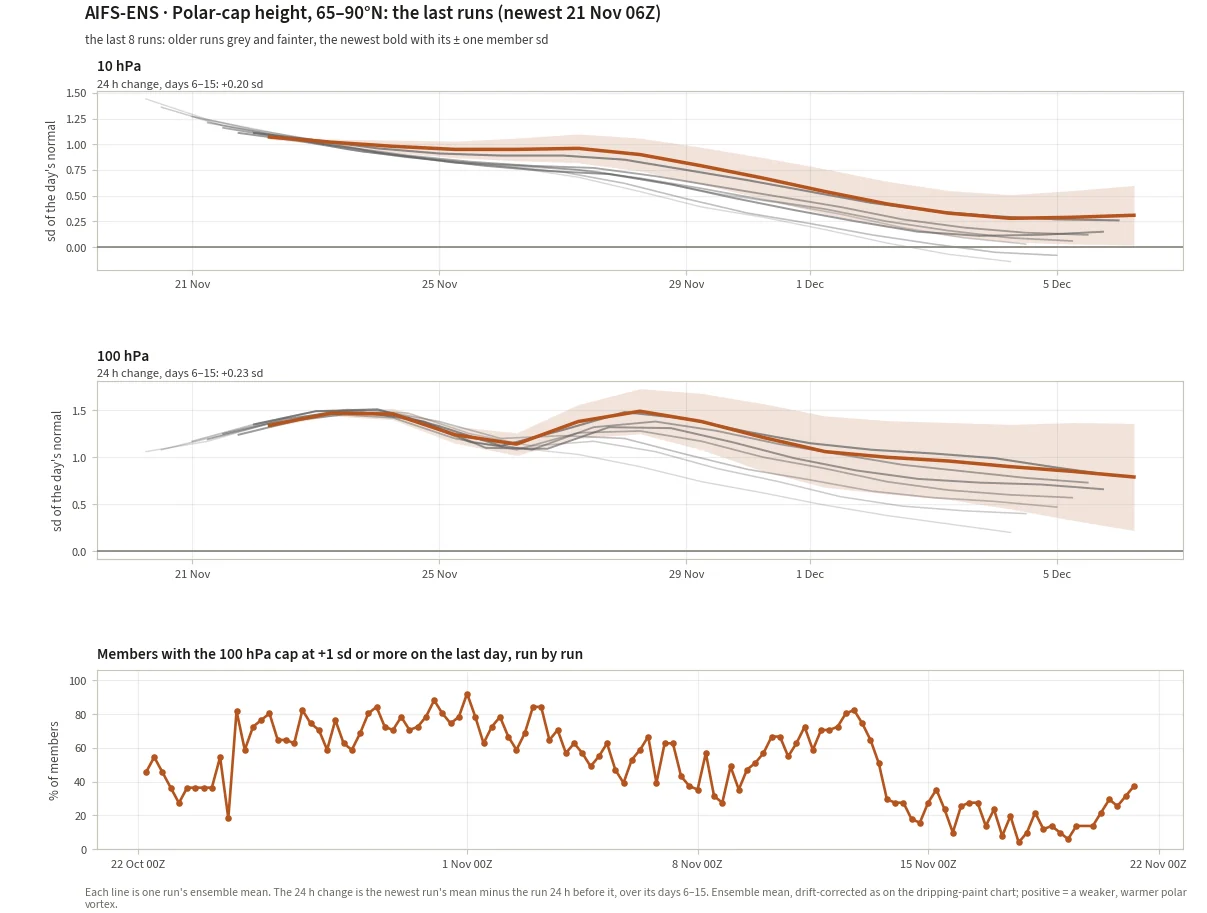 AIFS-ENS · Polar-cap height, 65–90°N: the last runs (newest 21 Nov 06Z)
the last 8 runs: older runs grey and fainter, the newest bold with its ± one member sd
10 hPa
24 h change, days 6–15: +0.20 sd
sd of the day's normal
1.50
1.25
1.00
0.75
0.50
0.25
0.00
21 Nov
25 Nov
29 Nov
1 Dec
5 Dec
100 hPa
24 h change, days 6–15: +0.23 sd
sd of the day's normal
1.5
1.0
0.5
0.0
21 Nov
25 Nov
29 Nov
1 Dec
5 Dec
Members with the 100 hPa cap at +1 sd or more on the last day, run by run
% of members
100
80
60
40
20
0
22 Oct 00Z
1 Nov 00Z
8 Nov 00Z
15 Nov 00Z
22 Nov 00Z
Each line is one run's ensemble mean. The 24 h change is the newest run's mean minus the run 24 h before it, over its days 6–15. Ensemble mean, drift-corrected as on the dripping-paint chart; positive = a weaker, warmer polar
vortex.